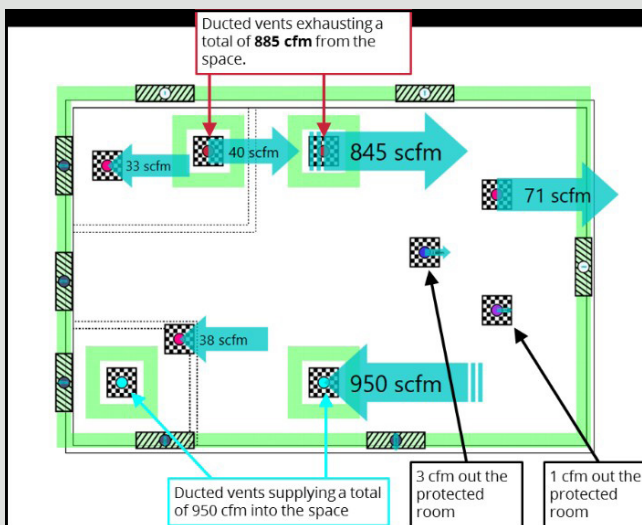 Ducted vents exhausting a
total of 885 cfm from the
space.
33 scfm
40 scfm
845 scfm
71 scfm
38 scfm
950 scfm
Ducted vents supplying a total
of 950 cfm into the space
3 cfm out the
protected
room
1 cfm out the
protected
room